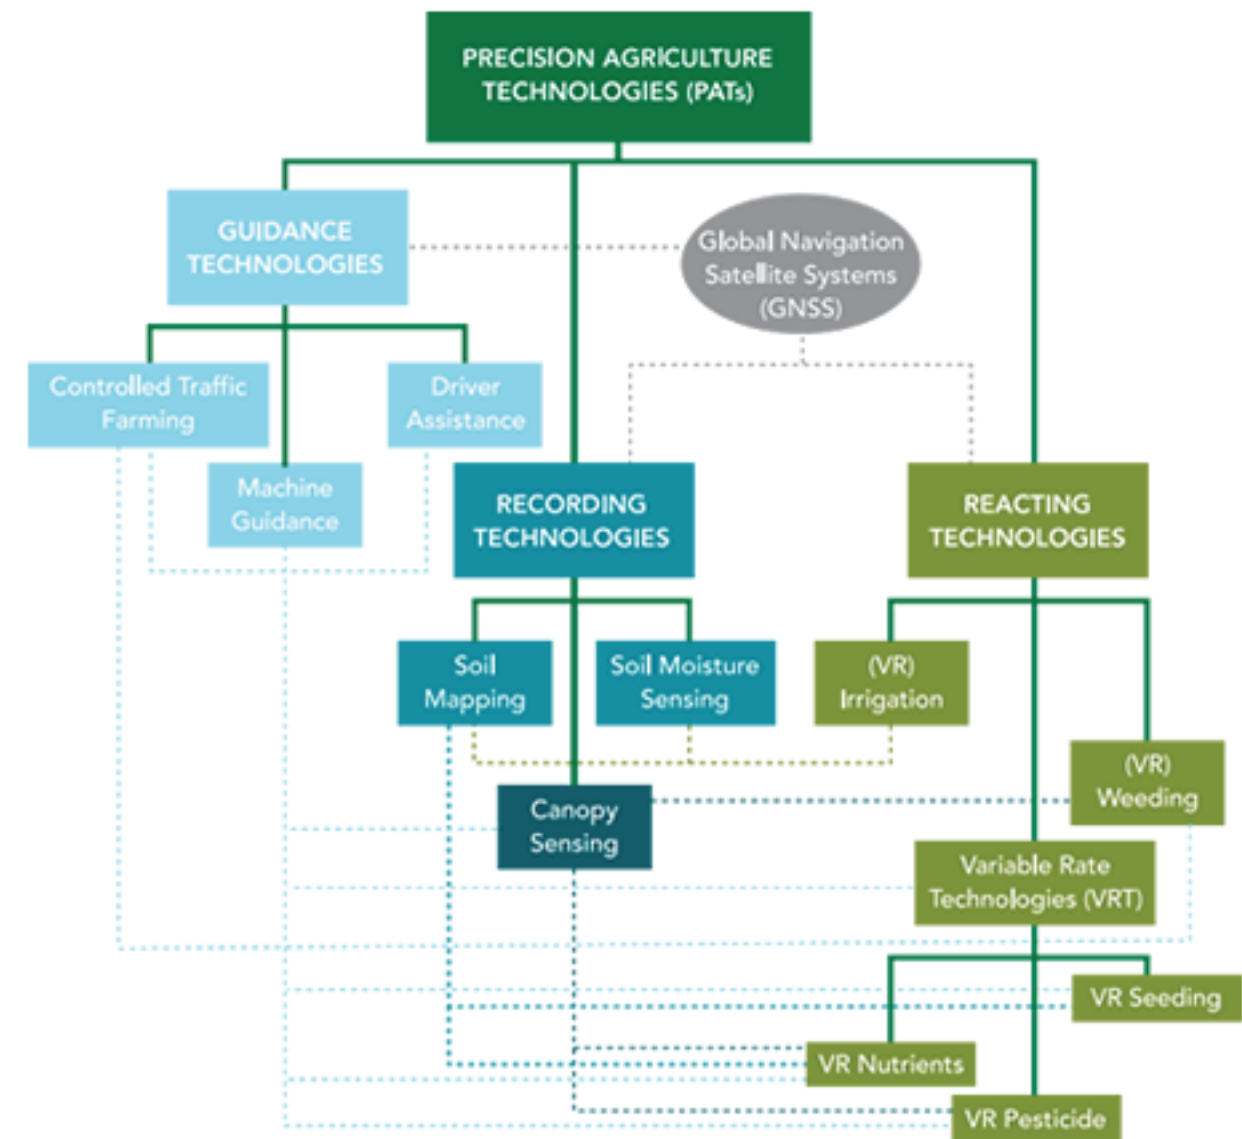 PRECISION AGRICULTURE
TECHNOLOGIES (PATs)
GUIDANCE
TECHNOLOGIES
Global Navigation
Satellite Systems
(GNSS)
Controlled Traffic
Farming
Driver
Assistance
Machine
Guidance
RECORDING
TECHNOLOGIES
REACTING
TECHNOLOGIES
Soil
Mapping
Soil Moisture
Sensing
(VR)
Irrigation
(VR)
Weeding
Canopy
Sensing
Variable Rate
Technologies (VRT)
VR Seeding
VR Nutrients
VR Pesticide